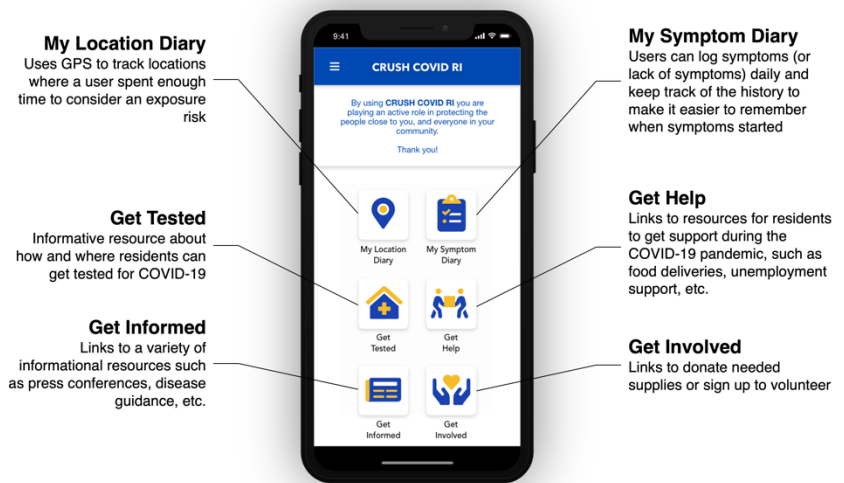 My Location Diary
Uses GPS to track locations
where a user spent enough
time to consider an exposure
risk
Get Tested
Informative resource about
how and where residents can
get tested for COVID-19
Get Informed
Links to a variety of
informational resources such
as press conferences, disease
guidance, etc.
9:41
CRUSH COVID RI
By using CRUSH COVID RI you are
playing an active role in protecting the
people close to you, and everyone in your
community.
Thank you!
My Location
Diary
My Symptom
Diary
Get
Tested
Get
Help
Get
Informed
Get
Involved
My Symptom Diary
Users can log symptoms (or
lack of symptoms) daily and
keep track of the history to
make it easier to remember
when symptoms started
Get Help
Links to resources for residents
to get support during the
COVID-19 pandemic, such as
food deliveries, unemployment
support, etc.
Get Involved
Links to donate needed
supplies or sign up to volunteer